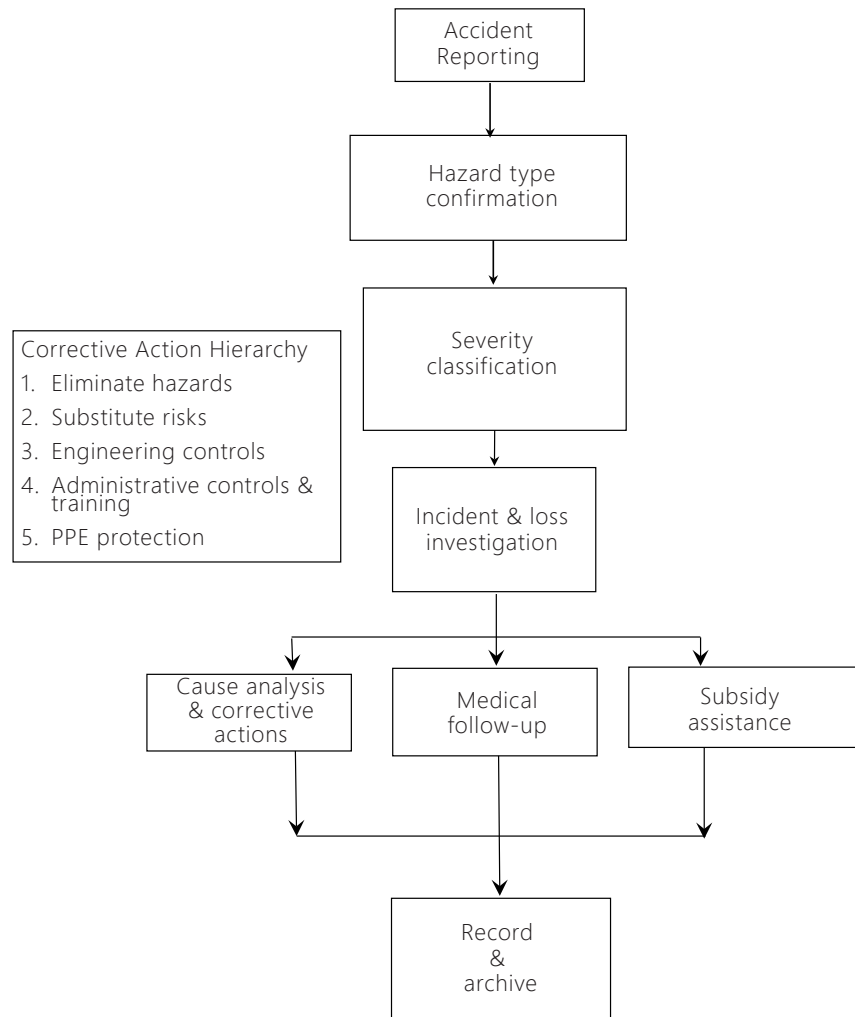 Accident
Reporting
Hazard type
confirmation
Severity
classification
Corrective Action Hierarchy
1. Eliminate hazards
2. Substitute risks
3. Engineering controls
4. Administrative controls &
training
5. PPE protection
Incident & loss
investigation
Cause analysis
& corrective
actions
Medical
follow-up
Subsidy
assistance
Record
&
archive